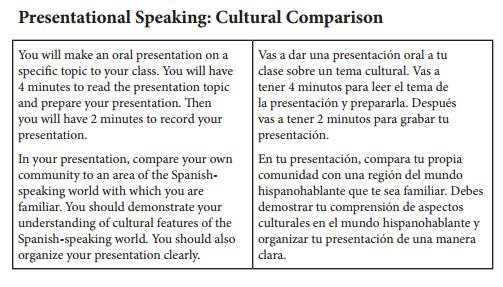 Presentational Speaking: Cultural Comparison
You will make an oral presentation on a
specific topic to your class. You will have
4 minutes to read the presentation topic
and prepare your presentation. Then
you will have 2 minutes to record your
presentation.
In your presentation, compare your own
community to an area of the Spanish-
speaking world with which you are
familiar. You should demonstrate your
understanding of cultural features of the
Spanish-speaking world. You should also
organize your presentation clearly.
Vas a dar una presentación oral a tu
clase sobre un tema cultural. Vas a
tener 4 minutos para leer el tema de
la presentación y prepararla. Después
vas a tener 2 minutos para grabar tu
presentación.
En tu presentación, compara tu propia
comunidad con una región del mundo
hispanohablante que te sea familiar. Debes
demostrar tu comprensión de aspectos
culturales en el mundo hispanohablante y
organizar tu presentación de una manera
clara.